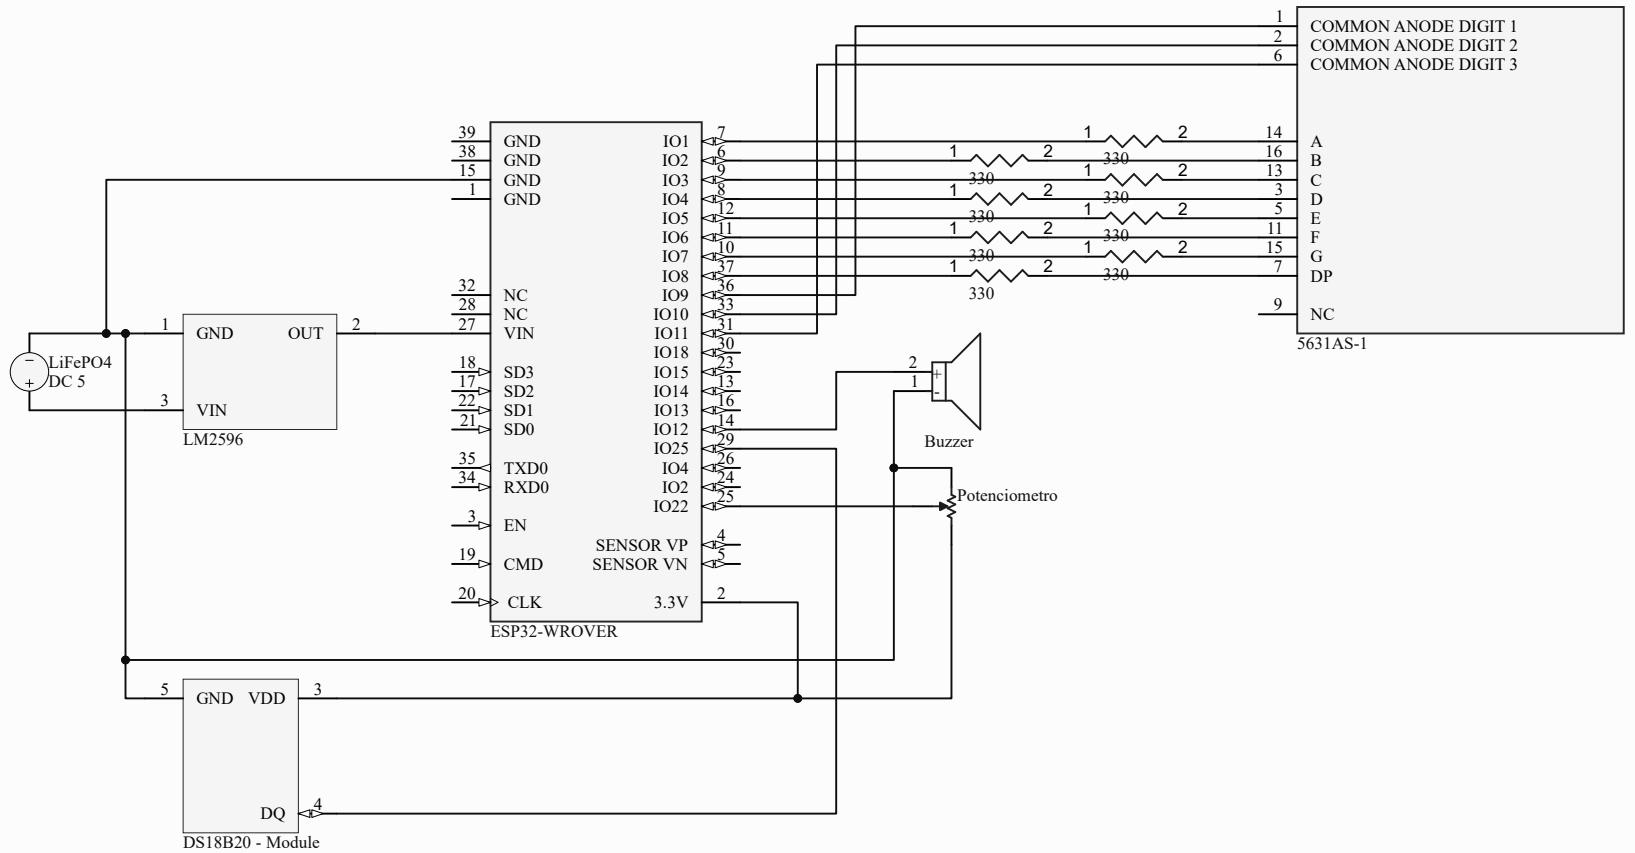 1 COMMON ANODE DIGIT 1
2 COMMON ANODE DIGIT 2
6 COMMON ANODE DIGIT 3
39 GND IO1 7 1 2 14 A
330
38 GND IO2 6 1 2 16 B
330
15 GND IO3 9 1 2 13 C
330
1 GND IO4 8 1 2 3 D
330
IO5 12 1 2 5 E
330
IO6 11 1 2 11 F
330
IO7 10 1 2 15 G
330
IO8 37 1 2 7 DP
330
32 NC IO9 36
28 NC IO10 33 9 NC
1 GND OUT 2 27 VIN IO11 31
5631AS-1
IO18 30
LiFePO4
DC 5
18 SD3 IO15 23 2 +
17 SD2 IO14 13 1 -
3 VIN 22 SD1 IO13 16
21 SD0 IO12 14
LM2596
Buzzer
IO25 29
35 TXD0 IO4 26
34 RXD0 IO2 24
Potenciometro
IO22 25
3 EN
SENSOR VP 4
19 CMD SENSOR VN 5
20 CLK 3.3V 2
ESP32-WROVER
5 GND VDD 3
DQ 4
DS18B20 - Module